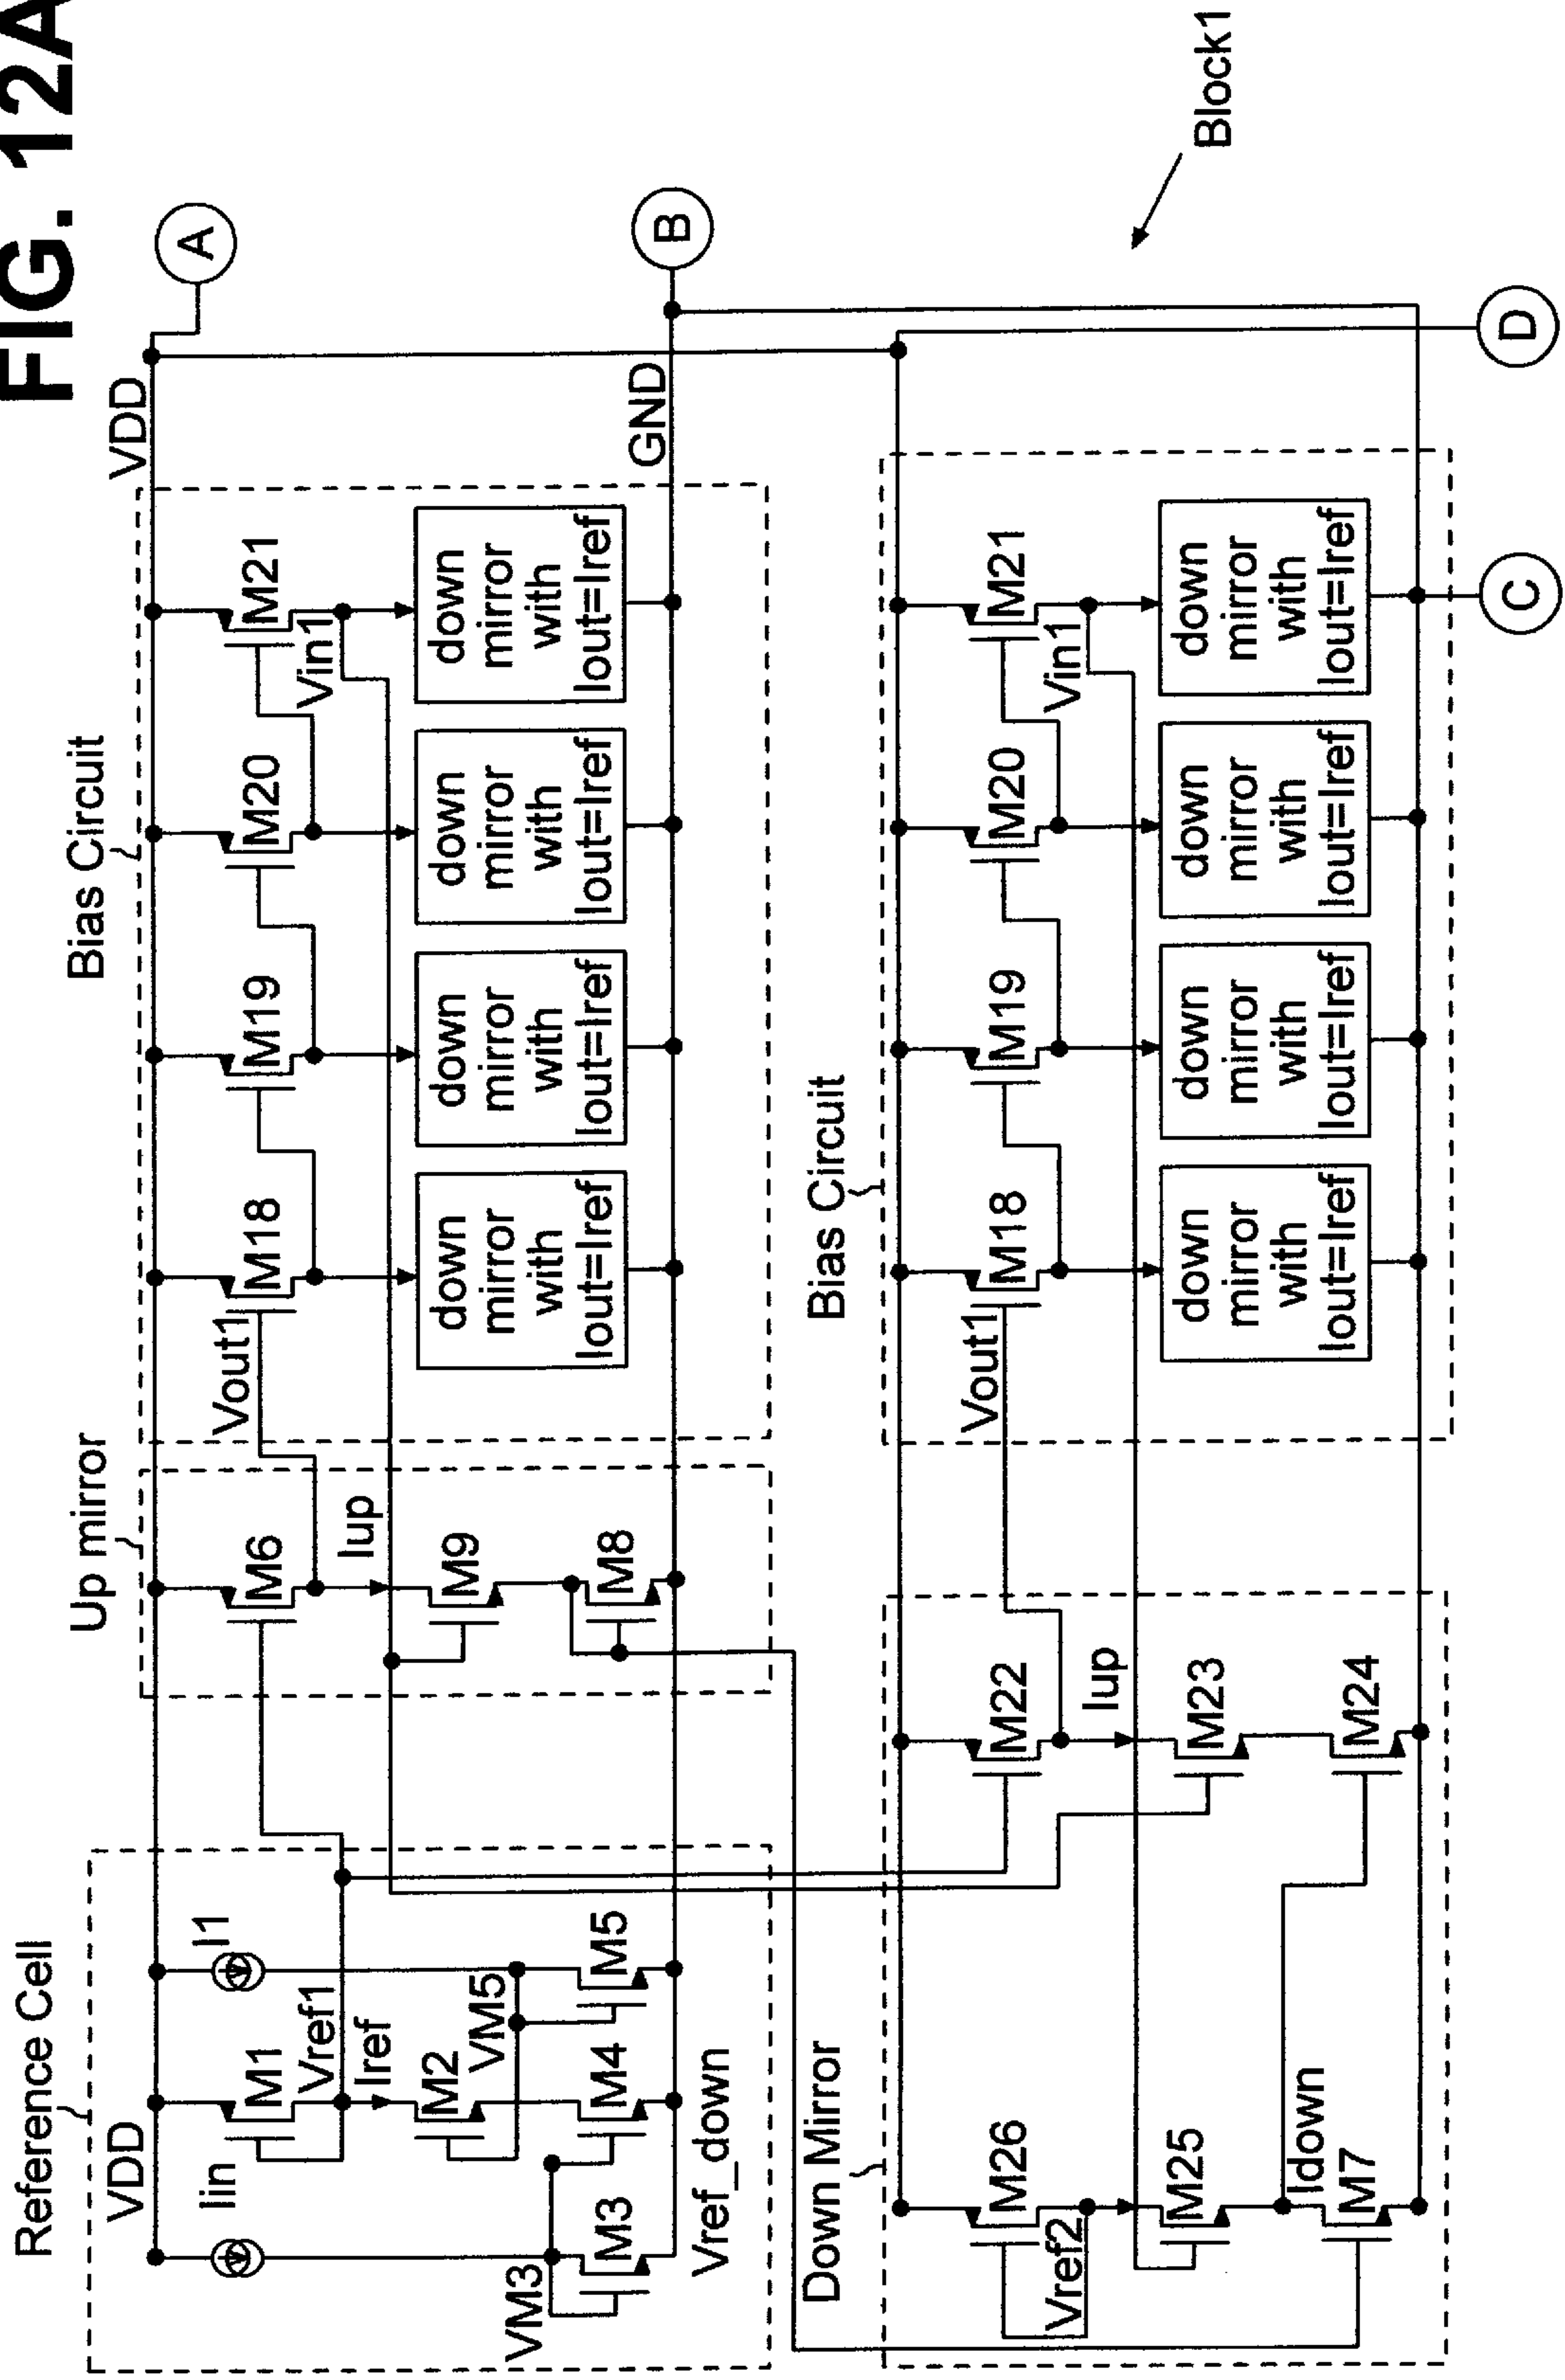 FIG. 12A
Reference Cell
Up mirror
Bias Circuit
VDD
VDD
A
Iin
M1
I1
M6
Vout1
M18
M19
M20
M21
Vref1
Iref
Iup
Vin1
M2
VM5
M9
VM3
M3
M4
M5
M8
down
mirror
with
Iout=Iref
down
mirror
with
Iout=Iref
down
mirror
with
Iout=Iref
down
mirror
with
Iout=Iref
GND
B
Vref_down
Down Mirror
Bias Circuit
M26
M22
Vout1
M18
M19
M20
M21
Vref2
Iup
Vin1
M25
M23
Idown
M7
M24
down
mirror
with
Iout=Iref
down
mirror
with
Iout=Iref
down
mirror
with
Iout=Iref
down
mirror
with
Iout=Iref
Block1
C
D